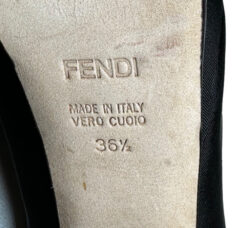 FENDI
MADE IN ITALY
VERO CUOIO
36½